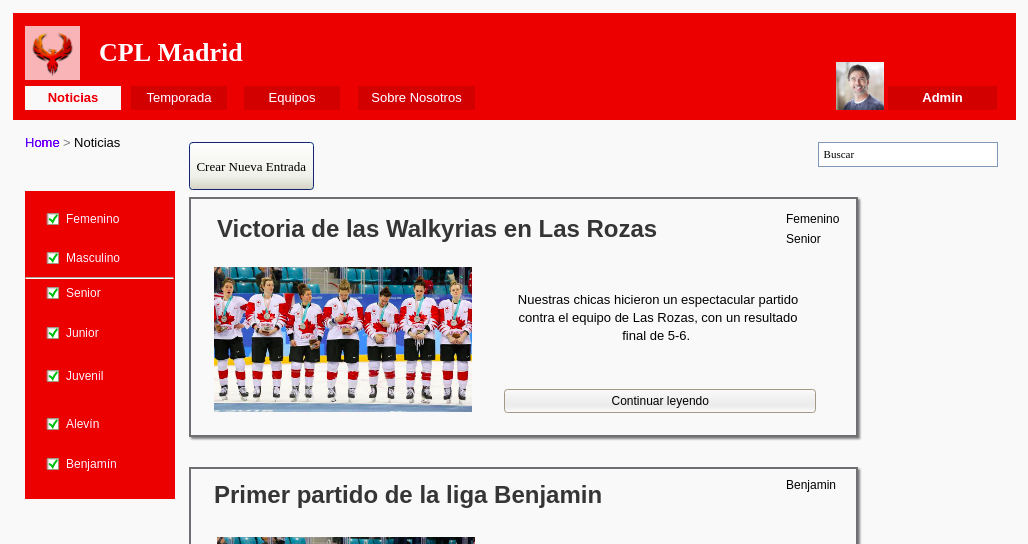 CPL Madrid
Noticias
Temporada
Equipos
Sobre Nosotros
Admin
Home > Noticias
Crear Nueva Entrada
Buscar
Femenino
Masculino
Senior
Junior
Juvenil
Alevín
Benjamín
Victoria de las Walkyrias en Las Rozas
Femenino
Senior
Nuestras chicas hicieron un espectacular partido
contra el equipo de Las Rozas, con un resultado
final de 5-6.
Continuar leyendo
Primer partido de la liga Benjamin
Benjamin